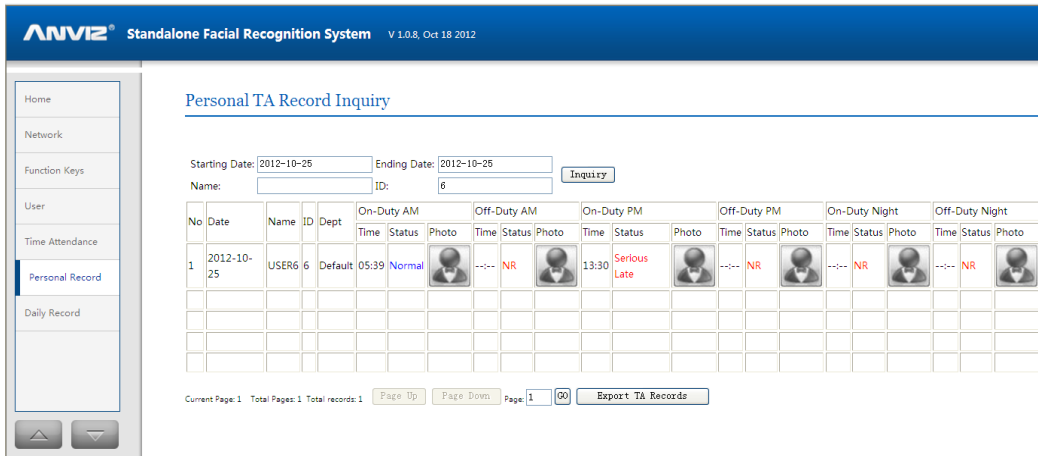 ANVIZ® Standalone Facial Recognition System V 1.0.8, Oct 18 2012
Home
Network
Function Keys
User
Time Attendance
Personal Record
Daily Record
Personal TA Record Inquiry
Starting Date: 2012-10-25 Ending Date: 2012-10-25
Inquiry
Name: ID: 6
No Date Name ID Dept On-Duty AM Off-Duty AM On-Duty PM Off-Duty PM On-Duty Night Off-Duty Night
Time Status Photo Time Status Photo Time Status Photo Time Status Photo Time Status Photo Time Status Photo
1 2012-10-25 USER6 6 Default 05:39 Normal --:-- NR 13:30 Serious Late --:-- NR --:-- NR --:-- NR
Current Page: 1 Total Pages: 1 Total records: 1 Page Up Page Down Page: 1 GO Export TA Records